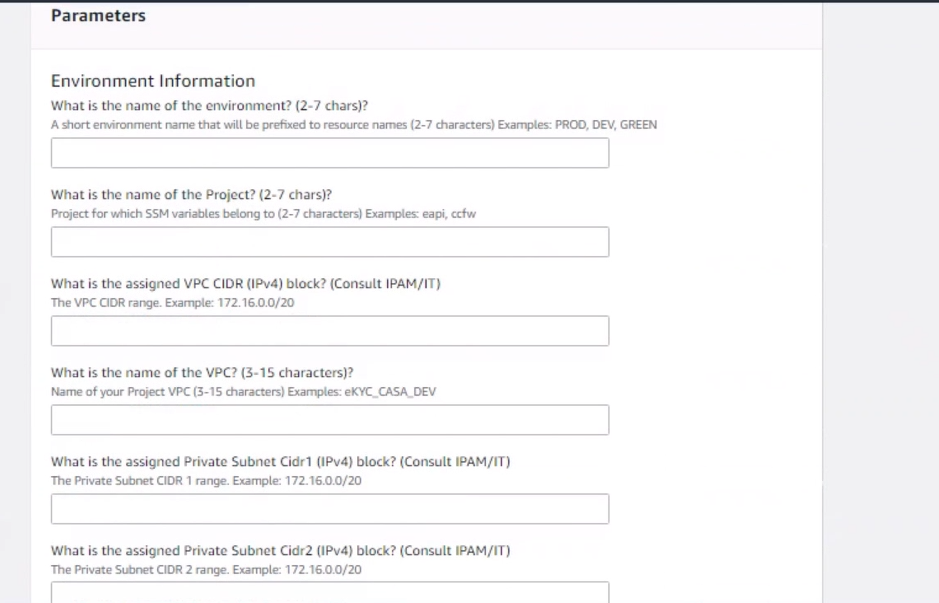 Parameters
Environment Information
What is the name of the environment? (2-7 chars)?
A short environment name that will be prefixed to resource names (2-7 characters) Examples: PROD, DEV, GREEN
What is the name of the Project? (2-7 chars)?
Project for which SSM variables belong to (2-7 characters) Examples: eapi, ccfw
What is the assigned VPC CIDR (IPv4) block? (Consult IPAM/IT)
The VPC CIDR range. Example: 172.16.0.0/20
What is the name of the VPC? (3-15 characters)?
Name of your Project VPC (3-15 characters) Examples: eKYC_CASA_DEV
What is the assigned Private Subnet Cidr1 (IPv4) block? (Consult IPAM/IT)
The Private Subnet CIDR 1 range. Example: 172.16.0.0/20
What is the assigned Private Subnet Cidr2 (IPv4) block? (Consult IPAM/IT)
The Private Subnet CIDR 2 range. Example: 172.16.0.0/20